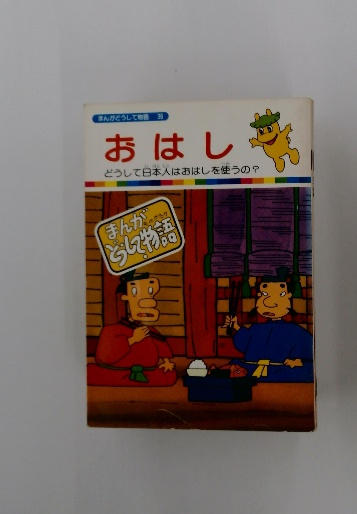 まんがどうして物語 36
おはし
どうして日本人はおはしを使うの?
まんが
どうして物語